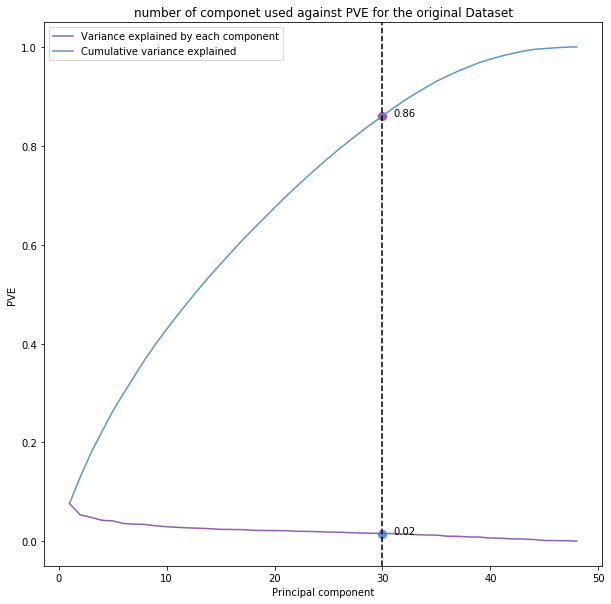 number of componet used against PVE for the original Dataset
Variance explained by each component
Cumulative variance explained
1.0
0.8
0.6
0.4
0.2
0.0
PVE
0.86
0.02
0
10
20
30
40
50
Principal component